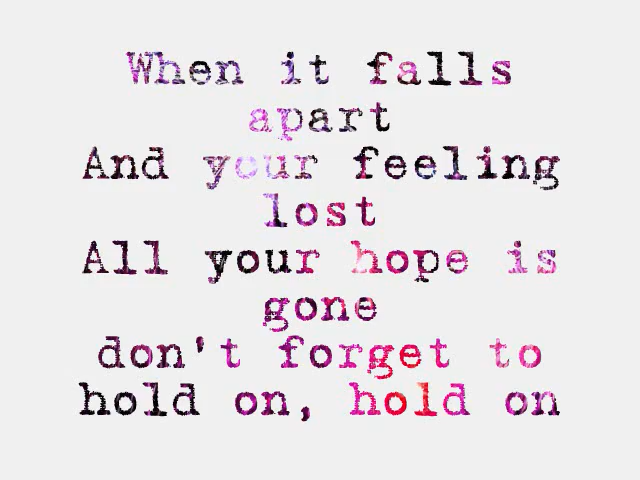 When it falls
apart
And your feeling
lost
All your hope is
gone
don't forget to
hold on, hold on